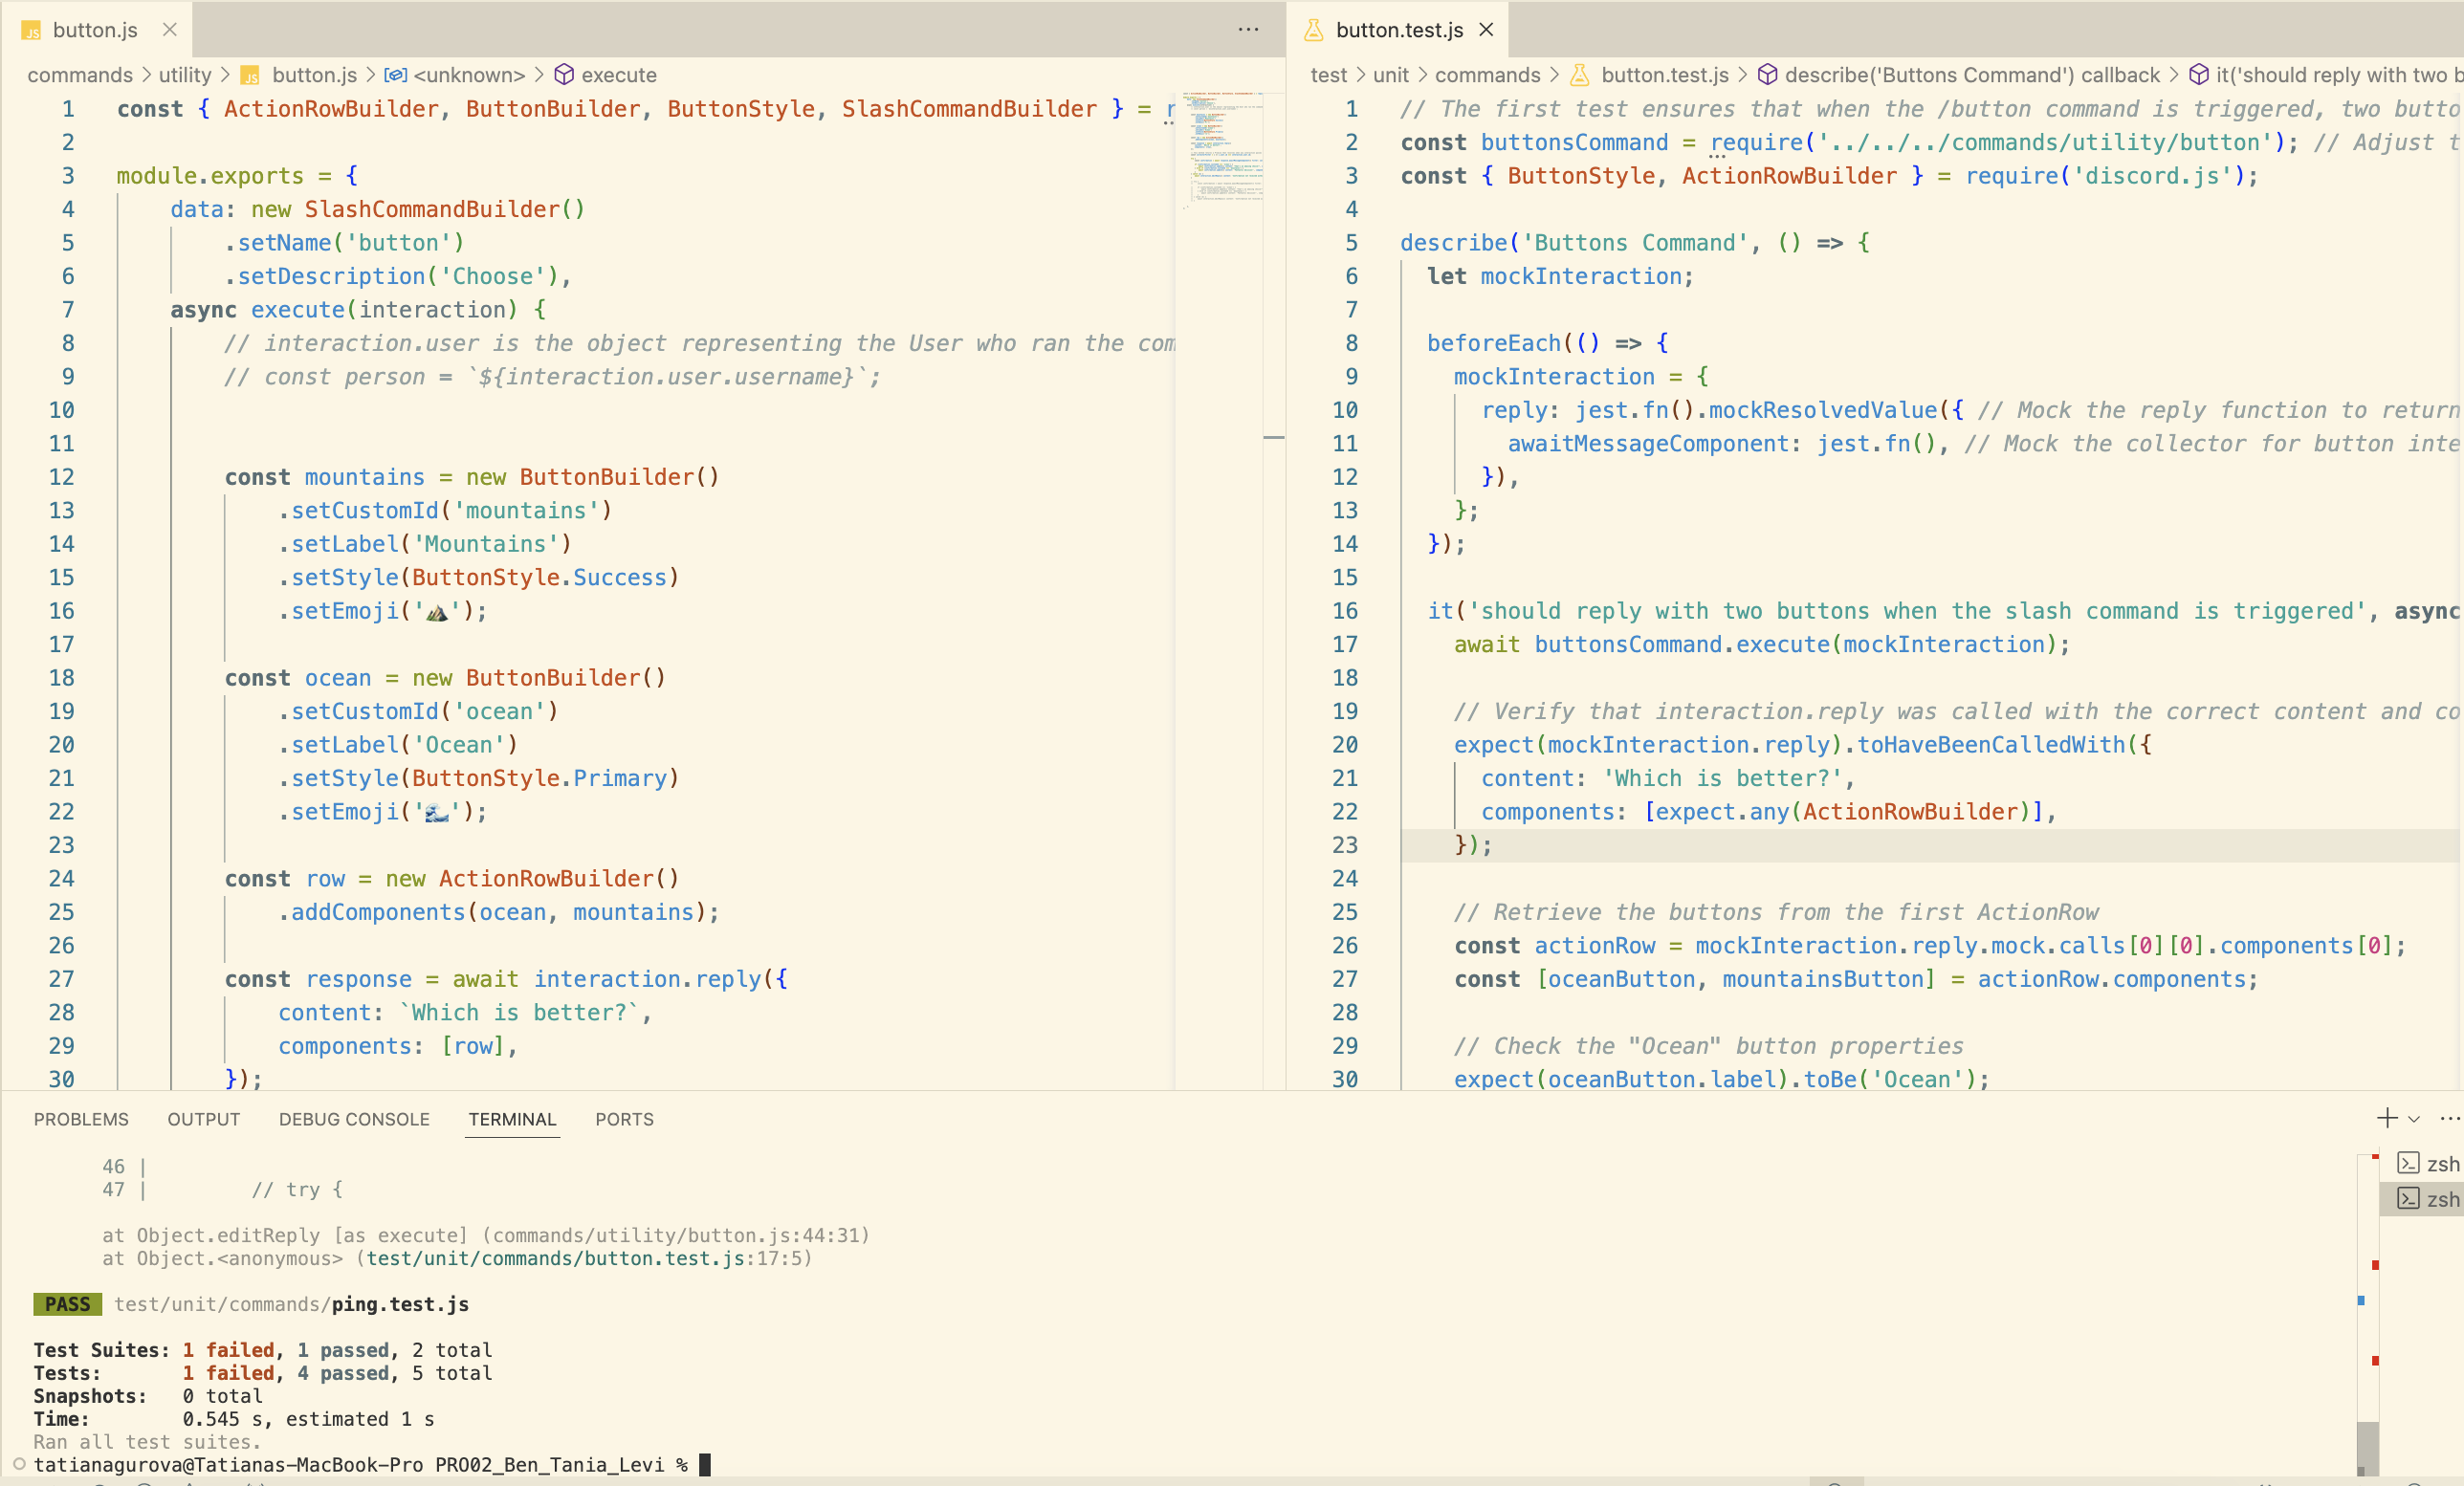 button.js
commands > utility > button.js > <unknown> > execute
1 const { ActionRowBuilder, ButtonBuilder, ButtonStyle, SlashCommandBuilder } = r
2
3 module.exports = {
4 data: new SlashCommandBuilder()
5 .setName('button')
6 .setDescription('Choose'),
7 async execute(interaction) {
8 // interaction.user is the object representing the User who ran the com
9 // const person = `${interaction.user.username}`;
10
11
12 const mountains = new ButtonBuilder()
13 .setCustomId('mountains')
14 .setLabel('Mountains')
15 .setStyle(ButtonStyle.Success)
16 .setEmoji('⛰️');
17
18 const ocean = new ButtonBuilder()
19 .setCustomId('ocean')
20 .setLabel('Ocean')
21 .setStyle(ButtonStyle.Primary)
22 .setEmoji('🌊');
23
24 const row = new ActionRowBuilder()
25 .addComponents(ocean, mountains);
26
27 const response = await interaction.reply({
28 content: `Which is better?`,
29 components: [row],
30 });
button.test.js
test > unit > commands > button.test.js > describe('Buttons Command') callback > it('should reply with two b
1 // The first test ensures that when the /button command is triggered, two butto
2 const buttonsCommand = require('../../../commands/utility/button'); // Adjust t
3 const { ButtonStyle, ActionRowBuilder } = require('discord.js');
4
5 describe('Buttons Command', () => {
6 let mockInteraction;
7
8 beforeEach(() => {
9 mockInteraction = {
10 reply: jest.fn().mockResolvedValue({ // Mock the reply function to return
11 awaitMessageComponent: jest.fn(), // Mock the collector for button inte
12 }),
13 };
14 });
15
16 it('should reply with two buttons when the slash command is triggered', async
17 await buttonsCommand.execute(mockInteraction);
18
19 // Verify that interaction.reply was called with the correct content and co
20 expect(mockInteraction.reply).toHaveBeenCalledWith({
21 content: 'Which is better?',
22 components: [expect.any(ActionRowBuilder)],
23 });
24
25 // Retrieve the buttons from the first ActionRow
26 const actionRow = mockInteraction.reply.mock.calls[0][0].components[0];
27 const [oceanButton, mountainsButton] = actionRow.components;
28
29 // Check the "Ocean" button properties
30 expect(oceanButton.label).toBe('Ocean');
PROBLEMS OUTPUT DEBUG CONSOLE TERMINAL PORTS
46 |
47 | // try {
at Object.editReply [as execute] (commands/utility/button.js:44:31)
at Object.<anonymous> (test/unit/commands/button.test.js:17:5)
PASS test/unit/commands/ping.test.js
Test Suites: 1 failed, 1 passed, 2 total
Tests: 1 failed, 4 passed, 5 total
Snapshots: 0 total
Time: 0.545 s, estimated 1 s
Ran all test suites.
tatianagurova@Tatianas-MacBook-Pro PRO02_Ben_Tania_Levi %
zsh
zsh